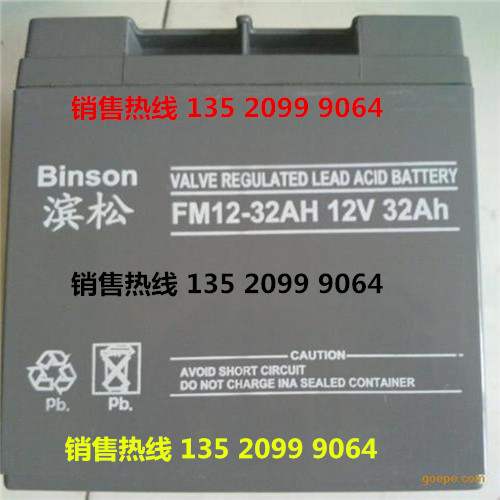 销售热线 135 2099 9064
Binson
滨松
VALVE REGULATED LEAD ACID BATTERY
FM12-32AH 12V 32Ah
销售热线 135 2099 9064
CAUTION
AVOID SHORT CIRCUIT
DO NOT CHARGE INA SEALED CONTAINER
Pb.
Pb.
销售热线 135 2099 9064
goepe.com